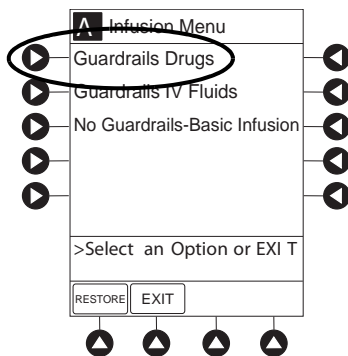 A Infusion Menu
Guardrails Drugs
Guardrails IV Fluids
No Guardrails-Basic Infusion
>Select an Option or EXI T
RESTORE EXIT